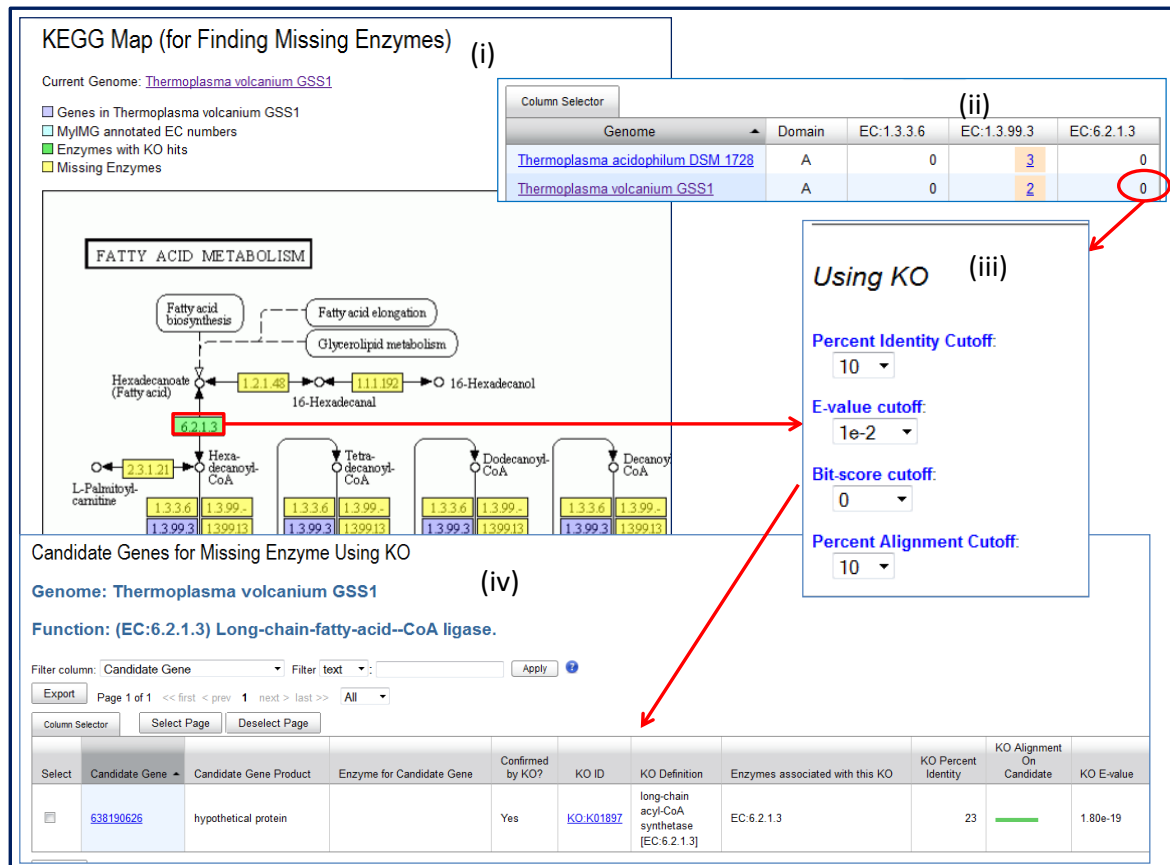 KEGG Map (for Finding Missing Enzymes)
(i)
Current Genome: Thermoplasma volcanium GSS1
Genes in Thermoplasma volcanium GSS1
MyIMG annotated EC numbers
Enzymes with KO hits
Missing Enzymes
FATTY ACID METABOLISM
Fatty acid
biosynthesis
Fatty acid elongation
Glycerolipid metabolism
Hexadecanoate
(Fatty acid)
1.2.1.48
1.1.1.192
16-Hexadecanol
16-Hexadecanal
6.2.1.3
2.3.1.21
L-Palmitoyl-
carnitine
Hexa-
decanoyl-
CoA
Tetra-
decanoyl-
CoA
Dodecanoyl-
CoA
Decanoy
CoA
1.3.3.6 1.3.99.- 1.3.3.6 1.3.99.- 1.3.3.6 1.3.99.- 1.3.3.6 1.3.99.-
1.3.99.3 1.3.99.13 1.3.99.3 1.3.99.13 1.3.99.3 1.3.99.13 1.3.99.3 1.3.99.13
Column Selector
(ii)
Genome Domain EC:1.3.3.6 EC:1.3.99.3 EC:6.2.1.3
Thermoplasma acidophilum DSM 1728 A 0 3 0
Thermoplasma volcanium GSS1 A 0 2 0
Using KO
(iii)
Percent Identity Cutoff:
10
E-value cutoff:
1e-2
Bit-score cutoff:
0
Percent Alignment Cutoff:
10
Candidate Genes for Missing Enzyme Using KO
(iv)
Genome: Thermoplasma volcanium GSS1
Function: (EC:6.2.1.3) Long-chain-fatty-acid--CoA ligase.
Filter column: Candidate Gene Filter text : Apply ?
Export Page 1 of 1 << first < prev 1 next > last >> All
Column Selector Select Page Deselect Page
Select Candidate Gene Candidate Gene Product Enzyme for Candidate Gene Confirmed by KO? KO ID KO Definition Enzymes associated with this KO KO Percent Identity KO Alignment On Candidate KO E-value
638190626 hypothetical protein Yes KO:K01897 long-chain acyl-CoA synthetase [EC:6.2.1.3] EC:6.2.1.3 23 1.80e-19